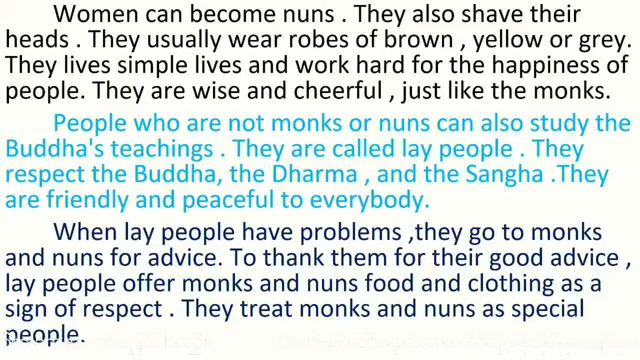 Women can become nuns . They also shave their
heads . They usually wear robes of brown , yellow or grey.
They lives simple lives and work hard for the happiness of
people. They are wise and cheerful , just like the monks.
People who are not monks or nuns can also study the
Buddha's teachings . They are called lay people . They
respect the Buddha, the Dharma , and the Sangha .They
are friendly and peaceful to everybody.
When lay people have problems ,they go to monks
and nuns for advice. To thank them for their good advice ,
lay people offer monks and nuns food and clothing as a
sign of respect . They treat monks and nuns as special
people.